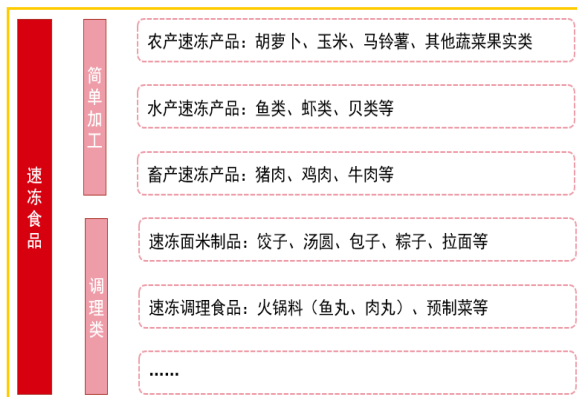 速冻食品
简单加工
农产速冻产品：胡萝卜、玉米、马铃薯、其他蔬菜果实类
水产速冻产品：鱼类、虾类、贝类等
畜产速冻产品：猪肉、鸡肉、牛肉等
调理类
速冻面米制品：饺子、汤圆、包子、粽子、拉面等
速冻调理食品：火锅料（鱼丸、肉丸）、预制菜等
……